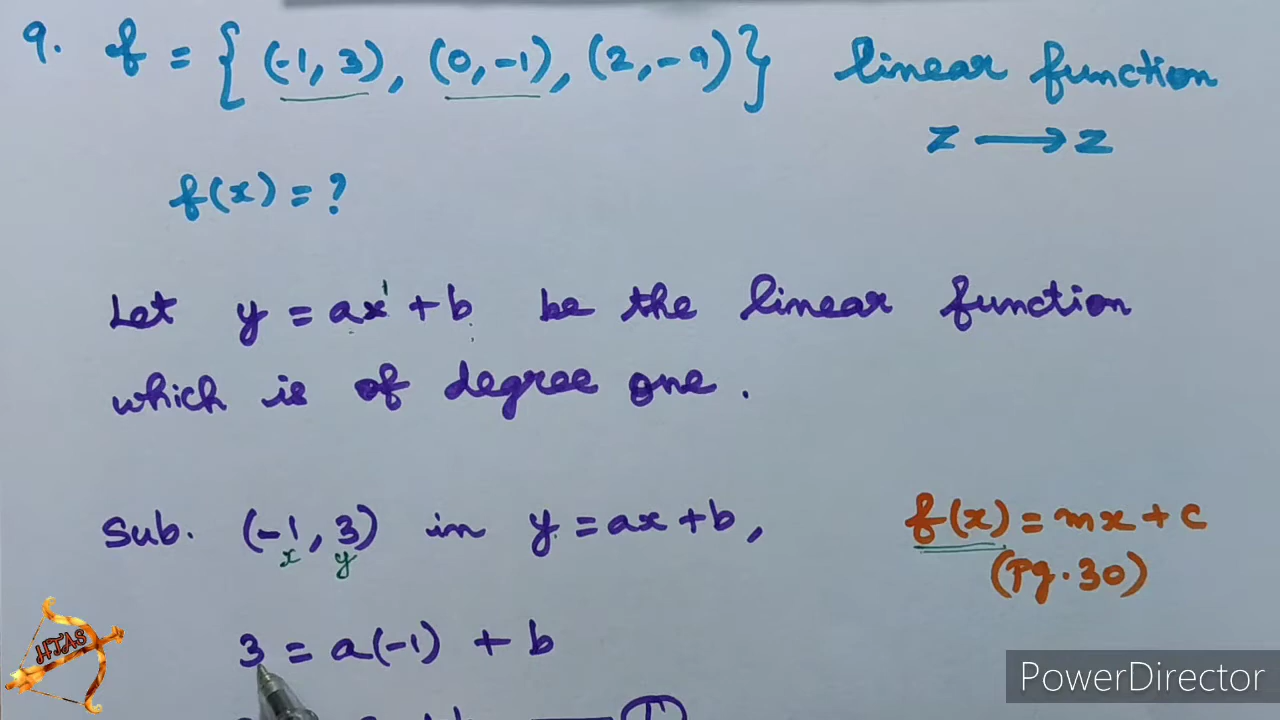 9. f = { (-1, 3), (0, -1), (2, -9) } linear function
Z ⟶ Z
f(x) = ?
Let y = ax¹ + b be the linear function
which is of degree one.
Sub. (-1, 3) in y = ax + b,
x y
f(x) = mx + c
(Pg. 30)
3 = a(-1) + b
HTAS
PowerDirector